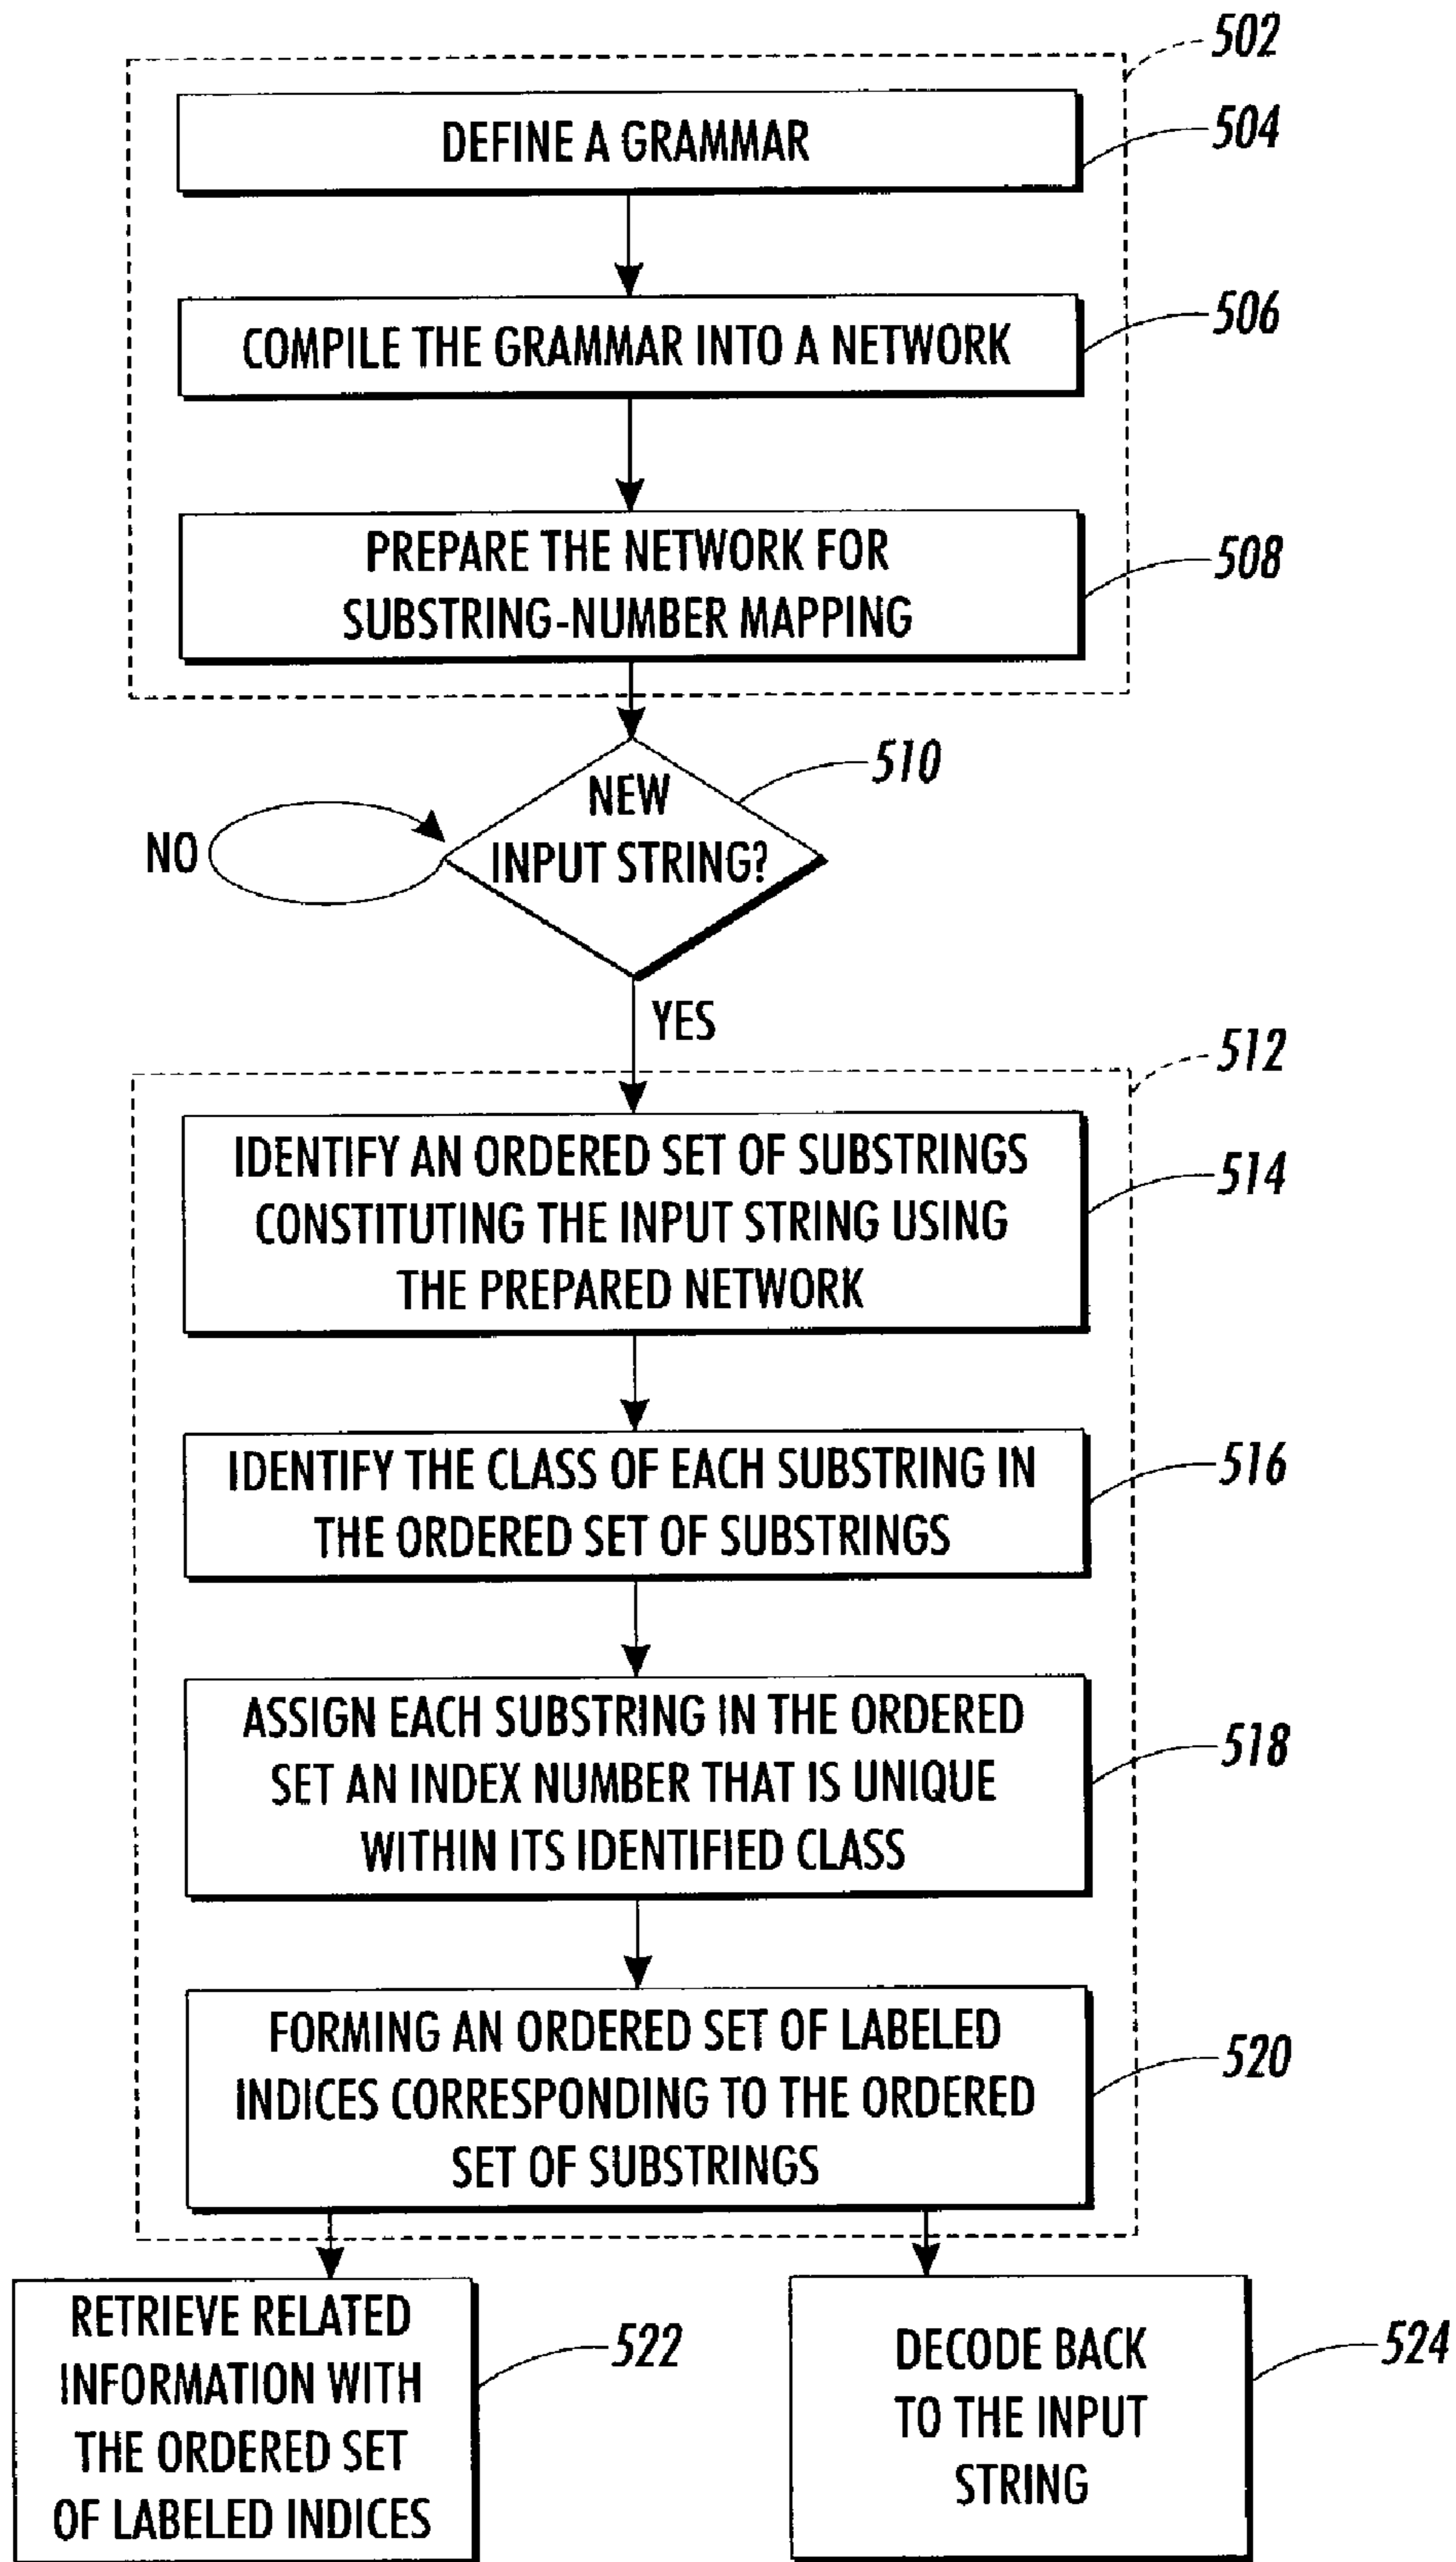 502
DEFINE A GRAMMAR
504
COMPILE THE GRAMMAR INTO A NETWORK
506
PREPARE THE NETWORK FOR
SUBSTRING-NUMBER MAPPING
508
510
NEW
INPUT STRING?
NO
YES
512
IDENTIFY AN ORDERED SET OF SUBSTRINGS
CONSTITUTING THE INPUT STRING USING
THE PREPARED NETWORK
514
IDENTIFY THE CLASS OF EACH SUBSTRING IN
THE ORDERED SET OF SUBSTRINGS
516
ASSIGN EACH SUBSTRING IN THE ORDERED
SET AN INDEX NUMBER THAT IS UNIQUE
WITHIN ITS IDENTIFIED CLASS
518
FORMING AN ORDERED SET OF LABELED
INDICES CORRESPONDING TO THE ORDERED
SET OF SUBSTRINGS
520
RETRIEVE RELATED
INFORMATION WITH
THE ORDERED SET
OF LABELED INDICES
522
DECODE BACK
TO THE INPUT
STRING
524